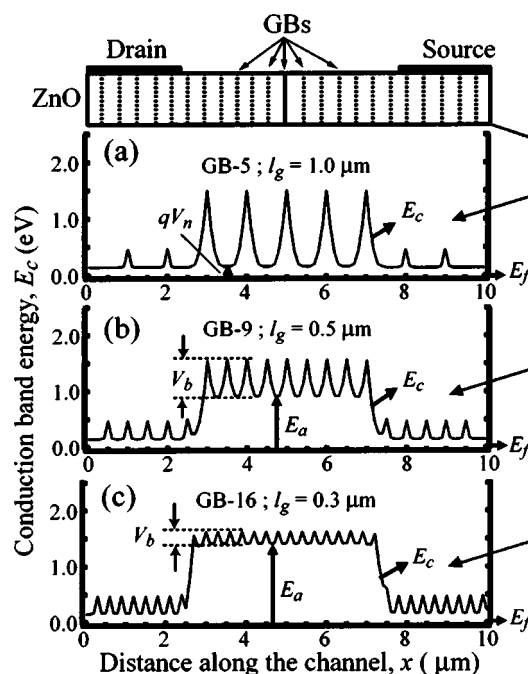 GBs
Drain
Source
ZnO
(a)
GB-5 ; l_g = 1.0 μm
qV_n
E_c
E_f
1.0
0.0
0 2 4 6 8 10
(b)
GB-9 ; l_g = 0.5 μm
V_b
E_a
E_c
E_f
2.0
1.0
0.0
0 2 4 6 8 10
(c)
GB-16 ; l_g = 0.3 μm
V_b
E_a
E_c
E_f
2.0
1.0
0.0
0 2 4 6 8 10
Conduction band energy, E_c (eV)
Distance along the channel, x ( μm)